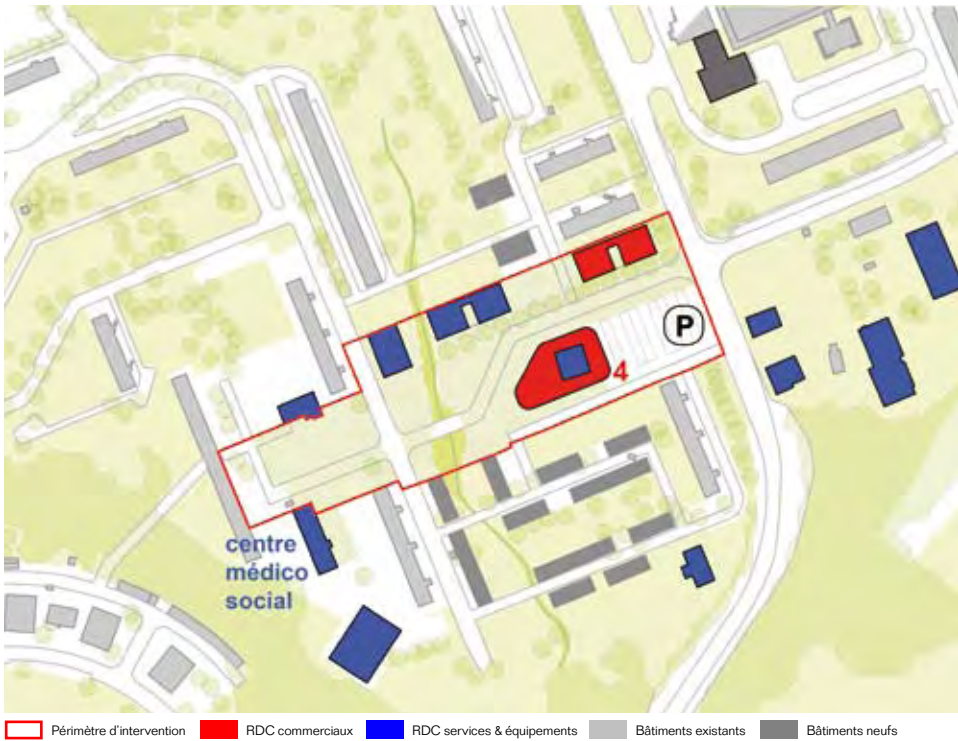 P
4
centre
médico
social
Périmètre d'intervention RDC commerciaux RDC services & équipements Bâtiments existants Bâtiments neufs